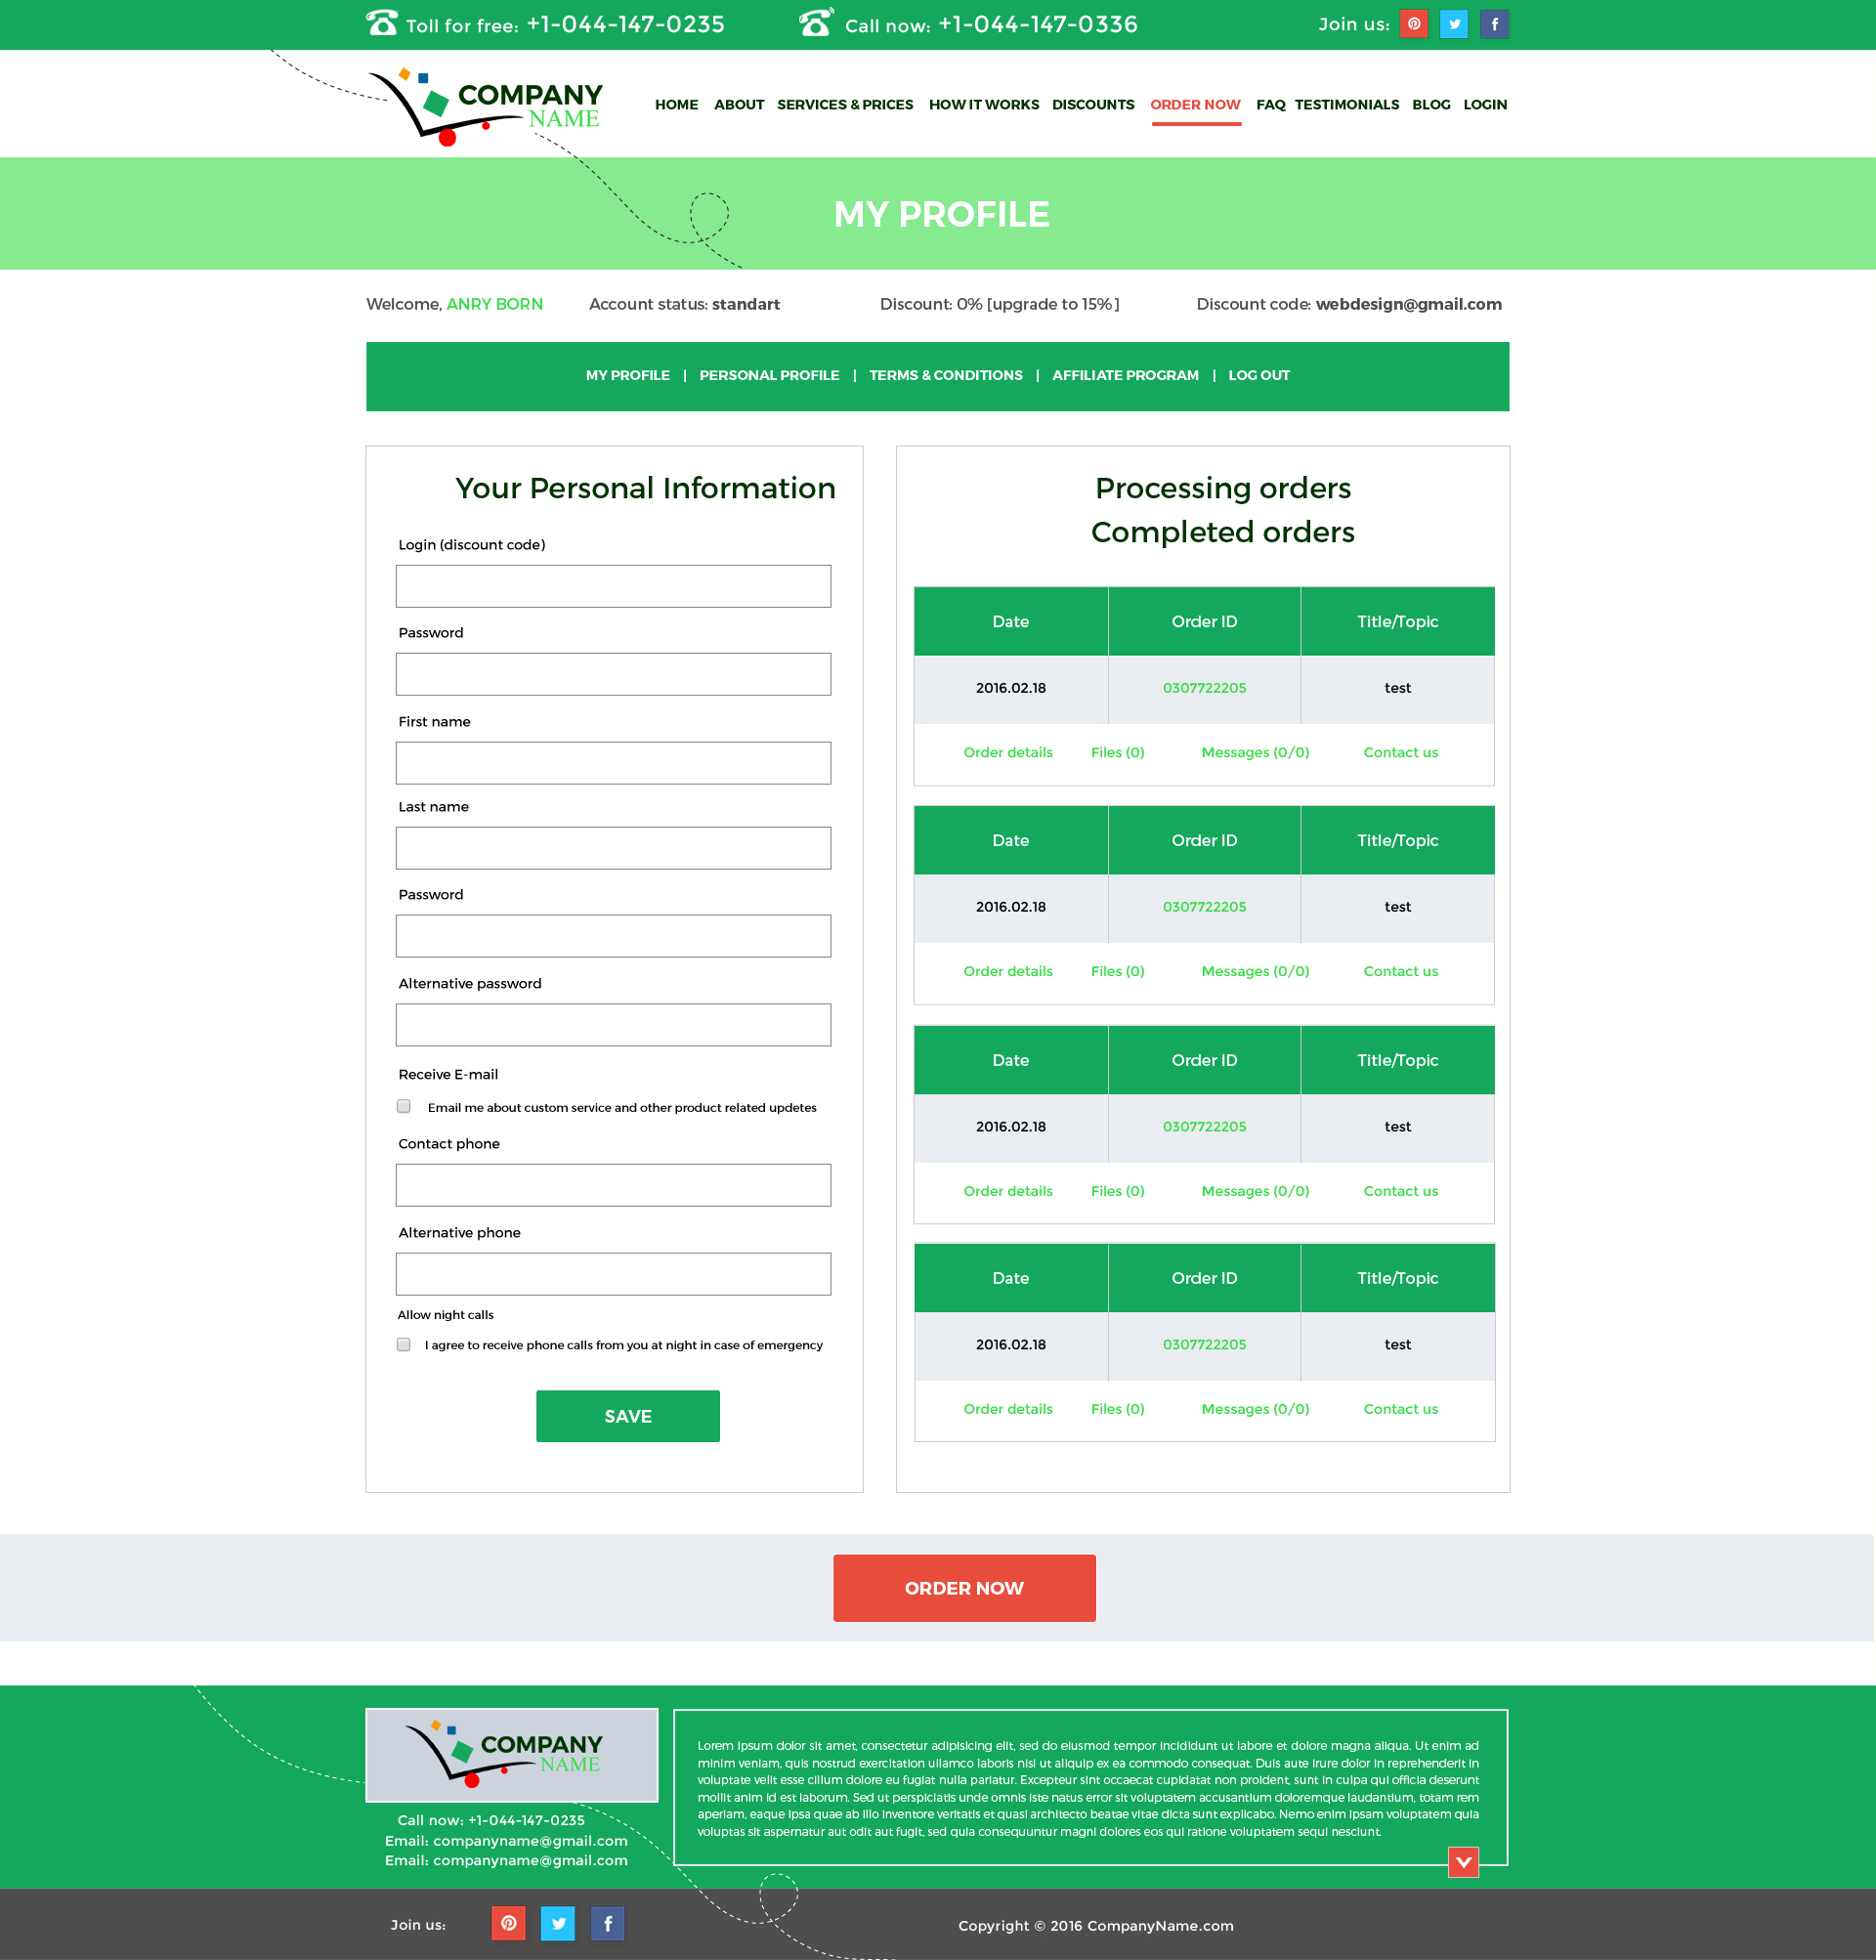 Toll for free: +1-044-147-0235 Call now: +1-044-147-0336 Join us:
COMPANY
NAME
HOME ABOUT SERVICES & PRICES HOW IT WORKS DISCOUNTS ORDER NOW FAQ TESTIMONIALS BLOG LOGIN
MY PROFILE
Welcome, ANRY BORN Account status: standart Discount: 0% [upgrade to 15%] Discount code: webdesign@gmail.com
MY PROFILE | PERSONAL PROFILE | TERMS & CONDITIONS | AFFILIATE PROGRAM | LOG OUT
Your Personal Information
Login (discount code)
Password
First name
Last name
Password
Alternative password
Receive E-mail
Email me about custom service and other product related updetes
Contact phone
Alternative phone
Allow night calls
I agree to receive phone calls from you at night in case of emergency
SAVE
Processing orders
Completed orders
Date Order ID Title/Topic
2016.02.18 0307722205 test
Order details Files (0) Messages (0/0) Contact us
Date Order ID Title/Topic
2016.02.18 0307722205 test
Order details Files (0) Messages (0/0) Contact us
Date Order ID Title/Topic
2016.02.18 0307722205 test
Order details Files (0) Messages (0/0) Contact us
Date Order ID Title/Topic
2016.02.18 0307722205 test
Order details Files (0) Messages (0/0) Contact us
ORDER NOW
COMPANY
NAME
Call now: +1-044-147-0235
Email: companyname@gmail.com
Email: companyname@gmail.com
Lorem ipsum dolor sit amet, consectetur adipisicing elit, sed do eiusmod tempor incididunt ut labore et dolore magna aliqua. Ut enim ad
minim veniam, quis nostrud exercitation ullamco laboris nisi ut aliquip ex ea commodo consequat. Duis aute irure dolor in reprehenderit in
voluptate velit esse cillum dolore eu fugiat nulla pariatur. Excepteur sint occaecat cupidatat non proident, sunt in culpa qui officia deserunt
mollit anim id est laborum. Sed ut perspiciatis unde omnis iste natus error sit voluptatem accusantium doloremque laudantium, totam rem
aperiam, eaque ipsa quae ab illo inventore veritatis et quasi architecto beatae vitae dicta sunt explicabo. Nemo enim ipsam voluptatem quia
voluptas sit aspernatur aut odit aut fugit, sed quia consequuntur magni dolores eos qui ratione voluptatem sequi nesciunt.
Join us:
Copyright © 2016 CompanyName.com